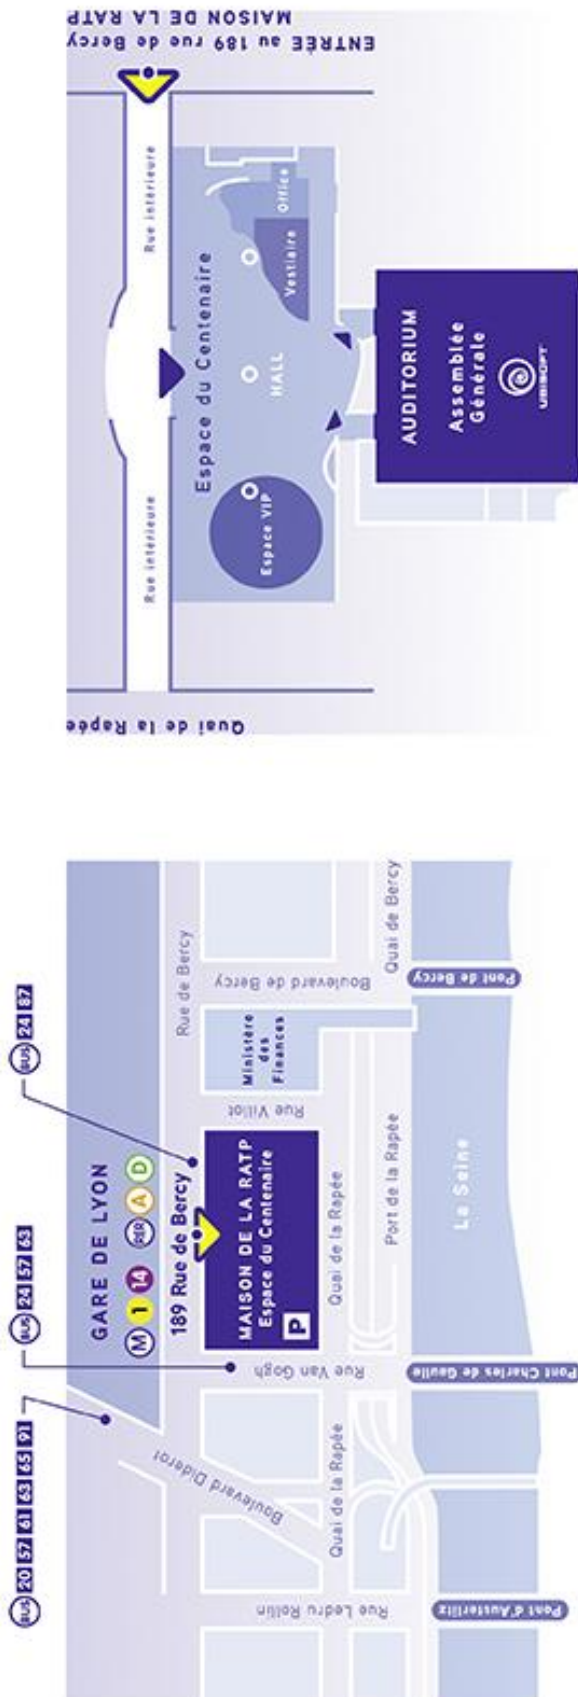 BUS 20 57 61 63 65 91
BUS 24 57 63
BUS 24 87
GARE DE LYON
M 1 14 RER A D
189 Rue de Bercy
Rue de Bercy
Boulevard Diderot
MAISON DE LA RATP
Espace du Centenaire
P
Ministère
des
Finances
Rue Ledru Rollin
Rue Van Gogh
Rue Villiot
Boulevard de Bercy
Quai de la Rapée
Quai de la Rapée
Port de la Rapée
Quai de Bercy
Pont d'Austerlitz
Pont Charles de Gaulle
Pont de Bercy
La Seine
Quai de la Rapée
Rue intérieure
Rue intérieure
ENTRÉE au 189 rue de Bercy
MAISON DE LA RATP
Espace du Centenaire
Espace VIP
HALL
Vestiaire
Office
AUDITORIUM
Assemblée
Générale
UBISOFT